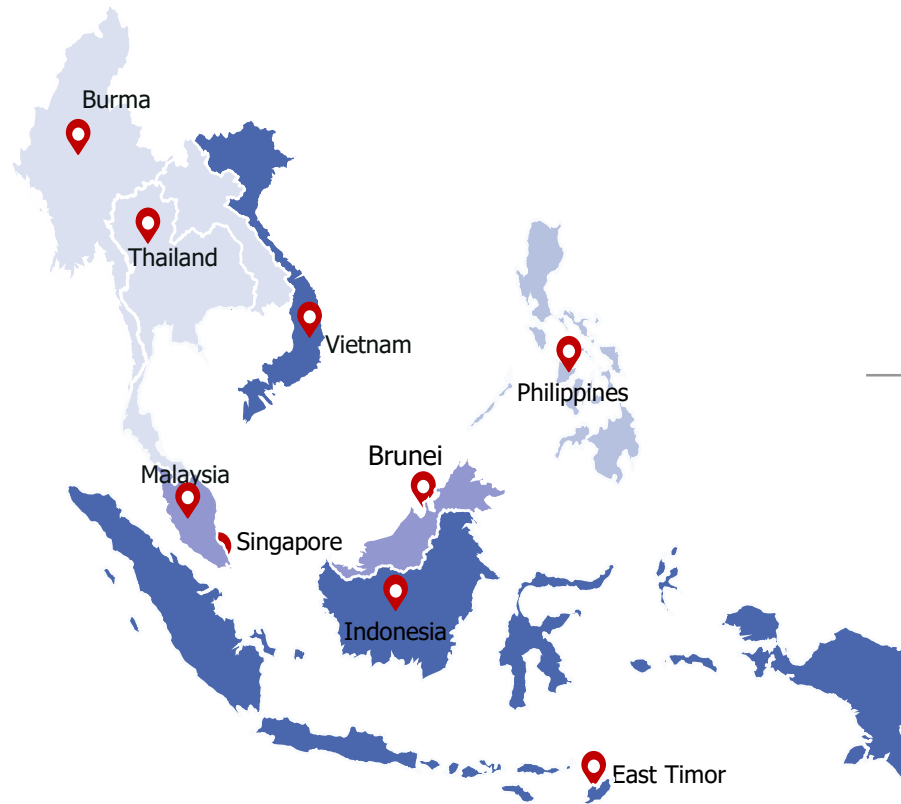 Burma
Thailand
Vietnam
Philippines
Brunei
Malaysia
Singapore
Indonesia
East Timor